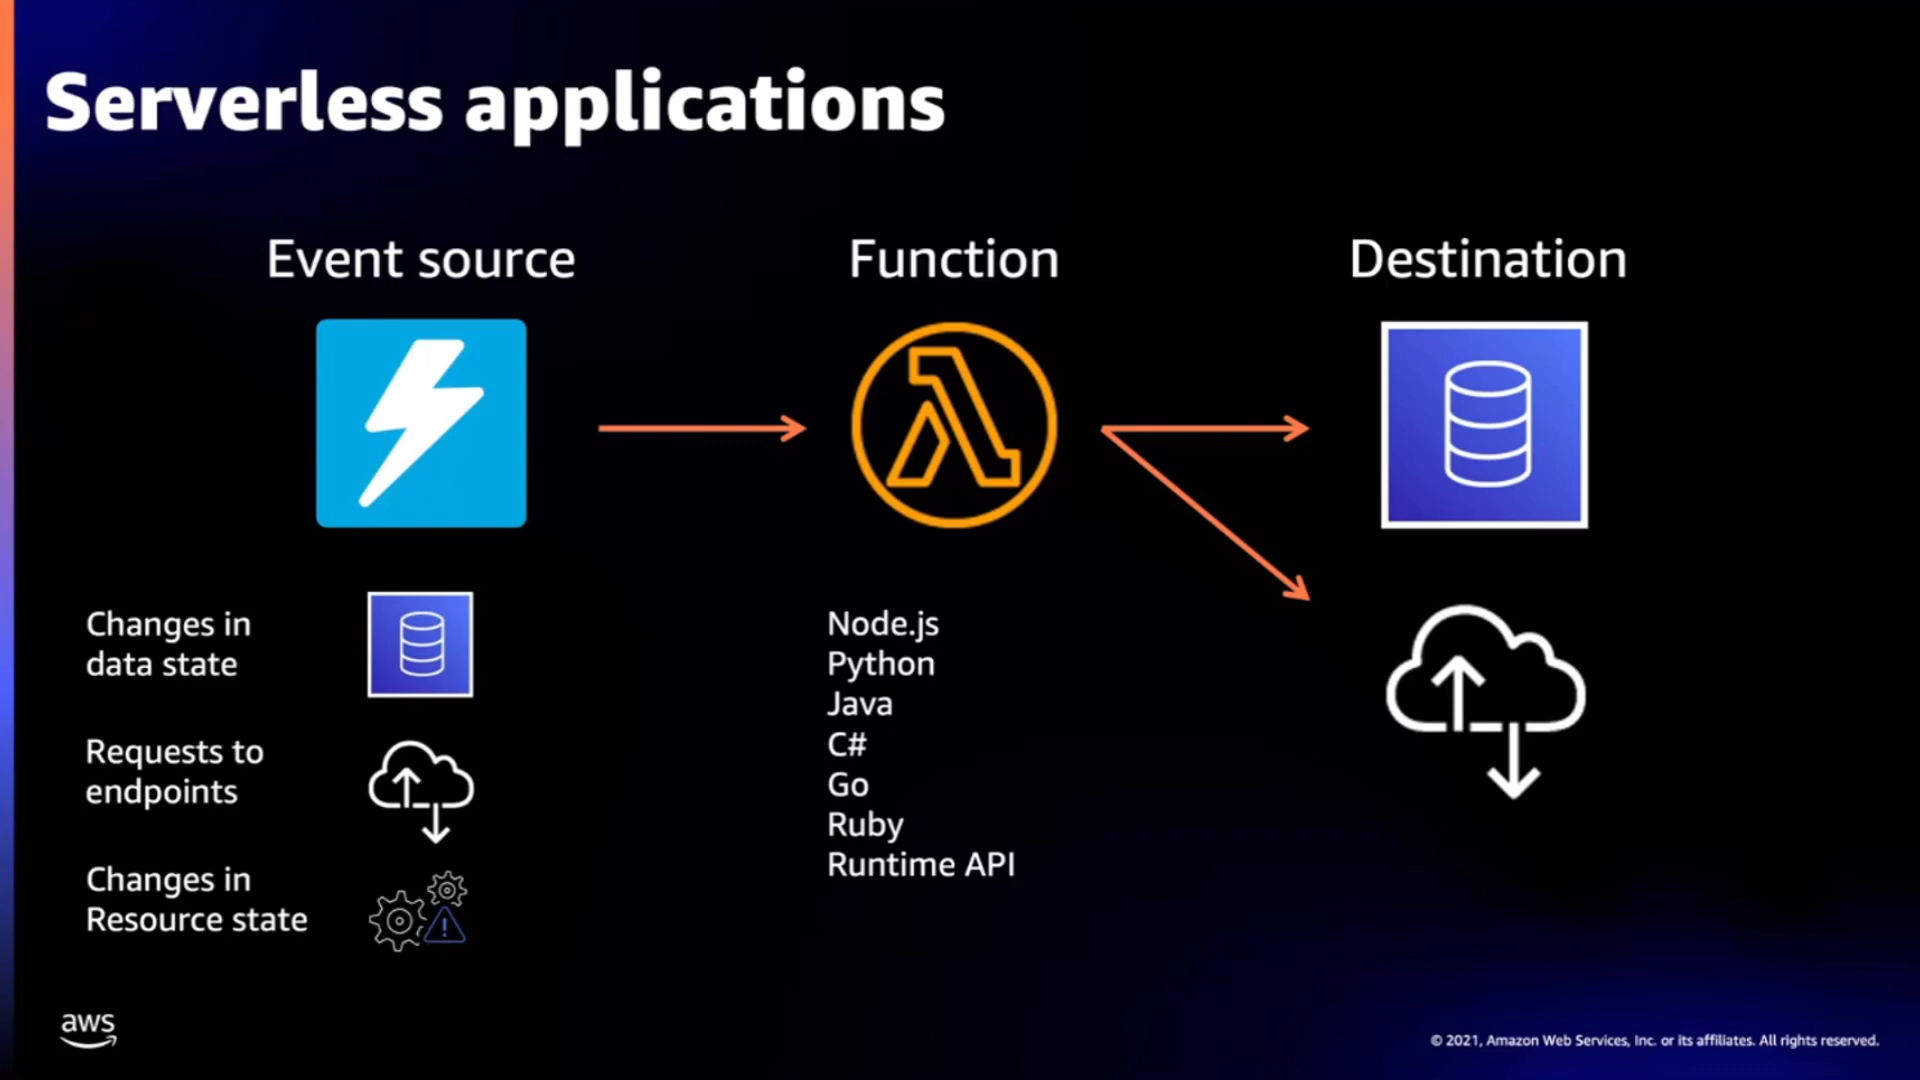 Serverless applications
Event source
Function
Destination
Changes in
data state
Requests to
endpoints
Changes in
Resource state
Node.js
Python
Java
C#
Go
Ruby
Runtime API
aws
© 2021, Amazon Web Services, Inc. or its affiliates. All rights reserved.